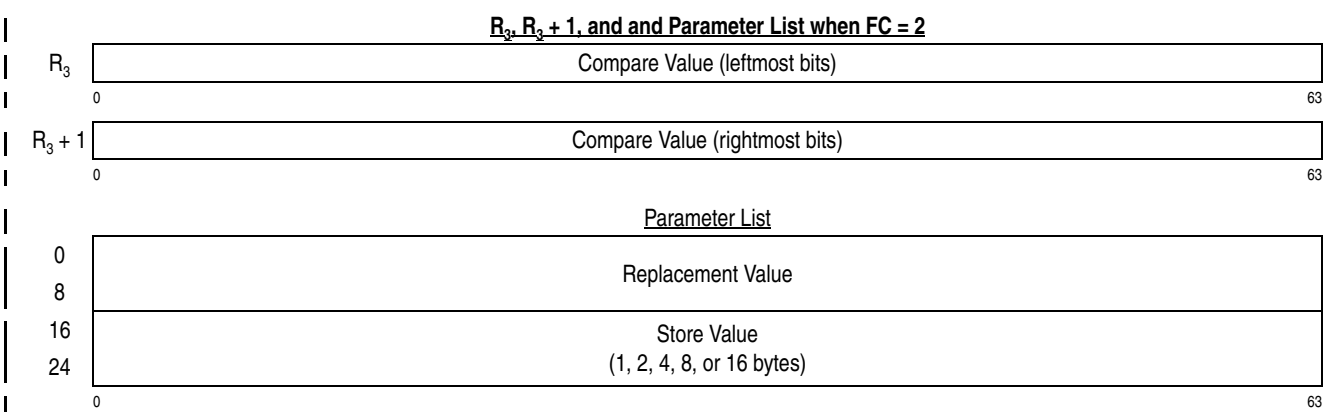 R3, R3 + 1, and and Parameter List when FC = 2
R3 Compare Value (leftmost bits)
0 63
R3 + 1 Compare Value (rightmost bits)
0 63
Parameter List
0
Replacement Value
8
16 Store Value
24 (1, 2, 4, 8, or 16 bytes)
0 63